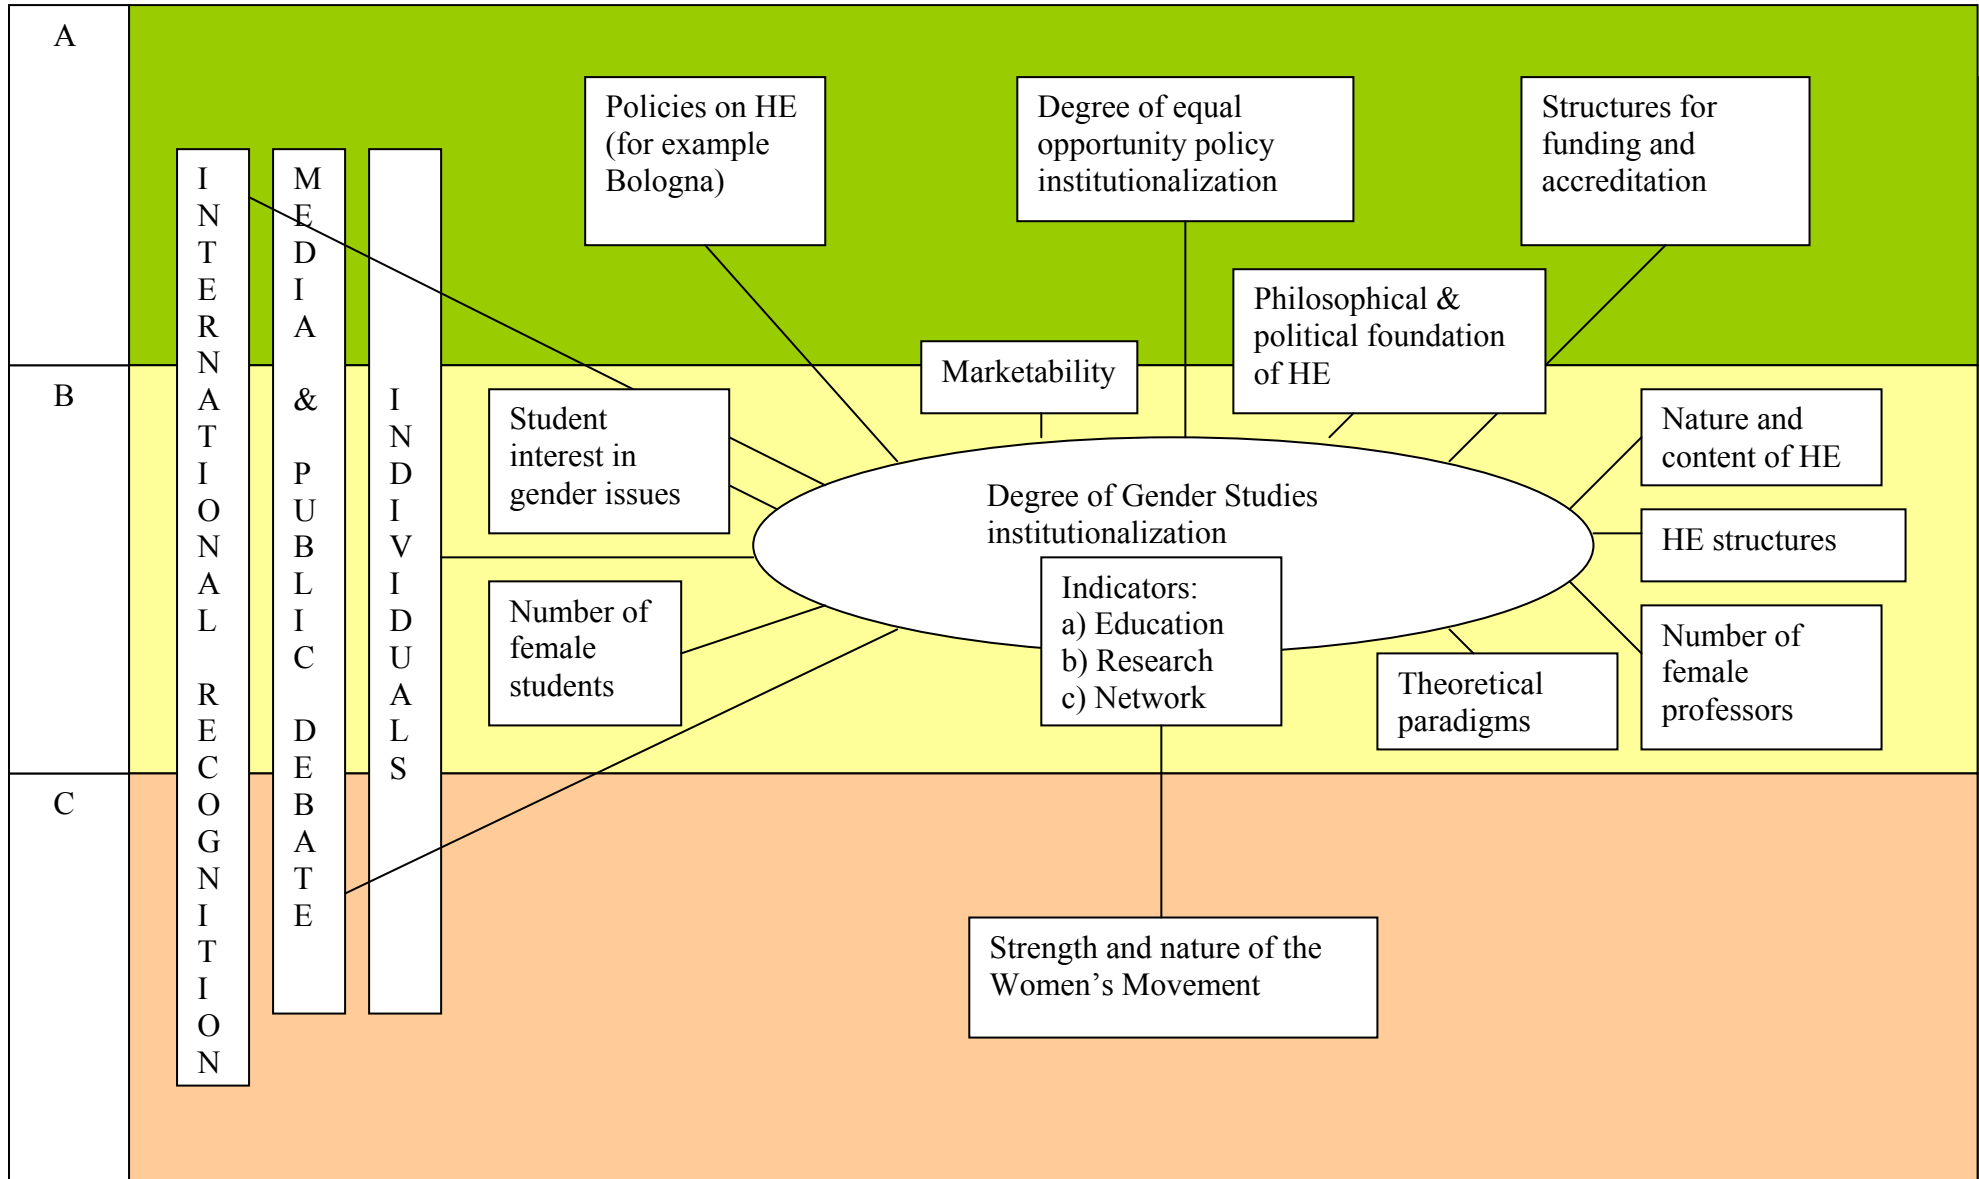 A
Policies on HE
(for example
Bologna)
Degree of equal
opportunity policy
institutionalization
Structures for
funding and
accreditation
INTERNATIONAL RECOGNITION
MEDIA & PUBLIC DEBATE
INDIVIDUALS
Philosophical &
political foundation
of HE
Marketability
B
Student
interest in
gender issues
Nature and
content of HE
Degree of Gender Studies
institutionalization
HE structures
Indicators:
a) Education
b) Research
c) Network
Number of
female
students
Number of
female
professors
Theoretical
paradigms
C
Strength and nature of the
Women’s Movement